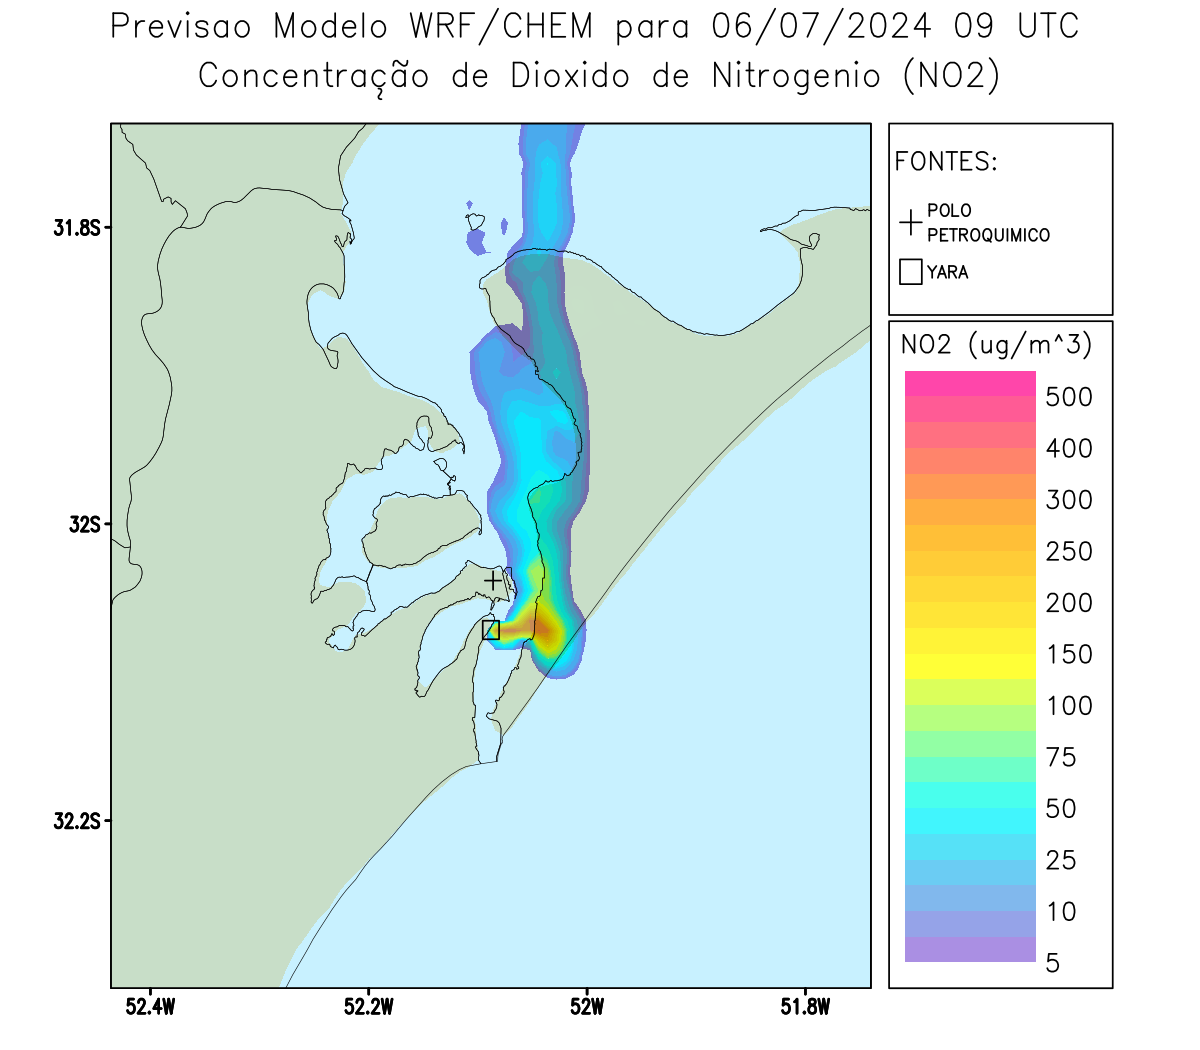 Previsao Modelo WRF/CHEM para 06/07/2024 09 UTC
Concentração de Dioxido de Nitrogenio (NO2)
FONTES:
POLO
PETROQUIMICO
YARA
NO2 (ug/m^3)
500
400
300
250
200
150
100
75
50
25
10
5
31.8S
32S
32.2S
52.4W
52.2W
52W
51.8W